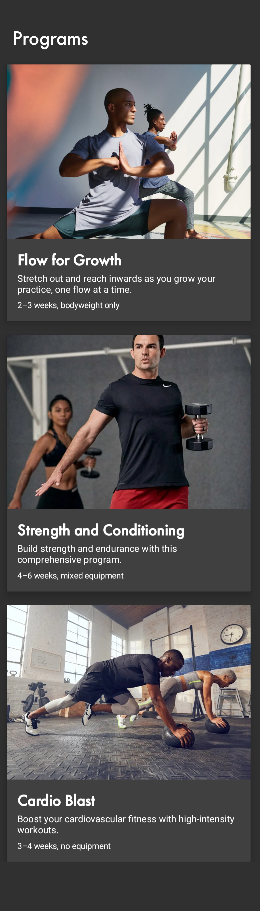 Programs
Flow for Growth
Stretch out and reach inwards as you grow your
practice, one flow at a time.
2–3 weeks, bodyweight only
Strength and Conditioning
Build strength and endurance with this
comprehensive program.
4–6 weeks, mixed equipment
Cardio Blast
Boost your cardiovascular fitness with high-intensity
workouts.
3–4 weeks, no equipment